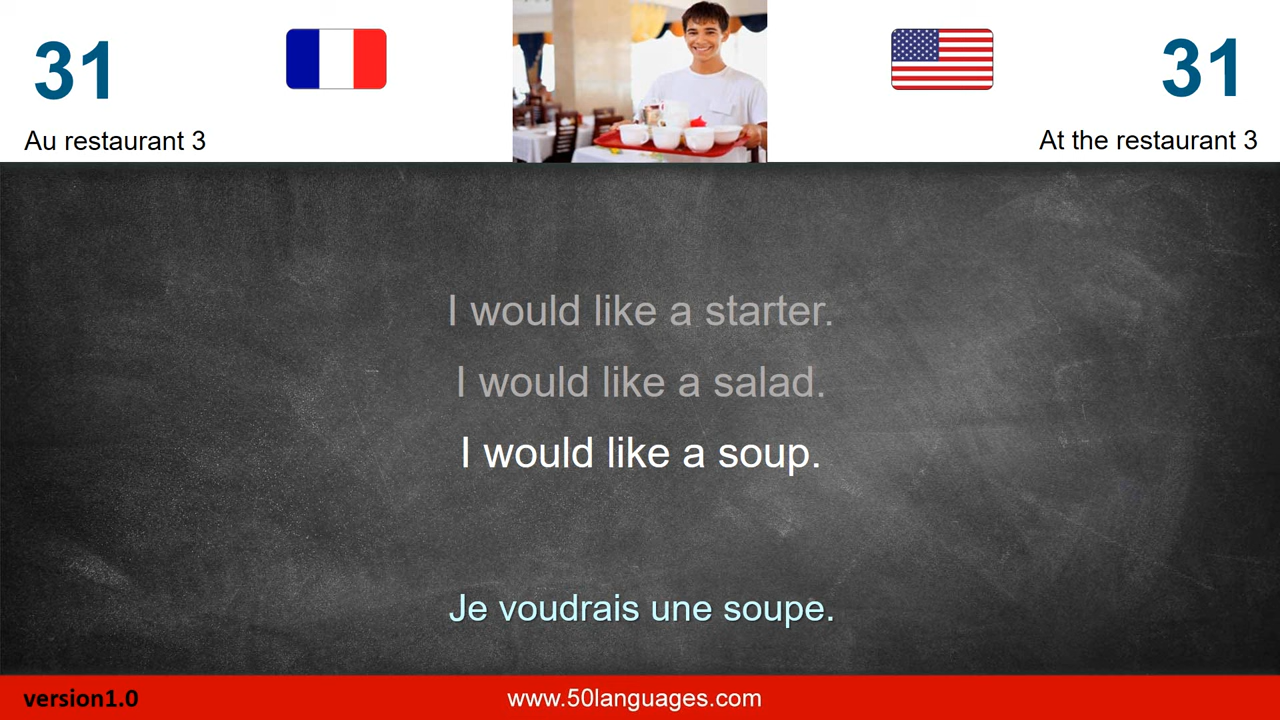 31
31
Au restaurant 3
At the restaurant 3
I would like a starter.
I would like a salad.
I would like a soup.
Je voudrais une soupe.
version1.0
www.50languages.com